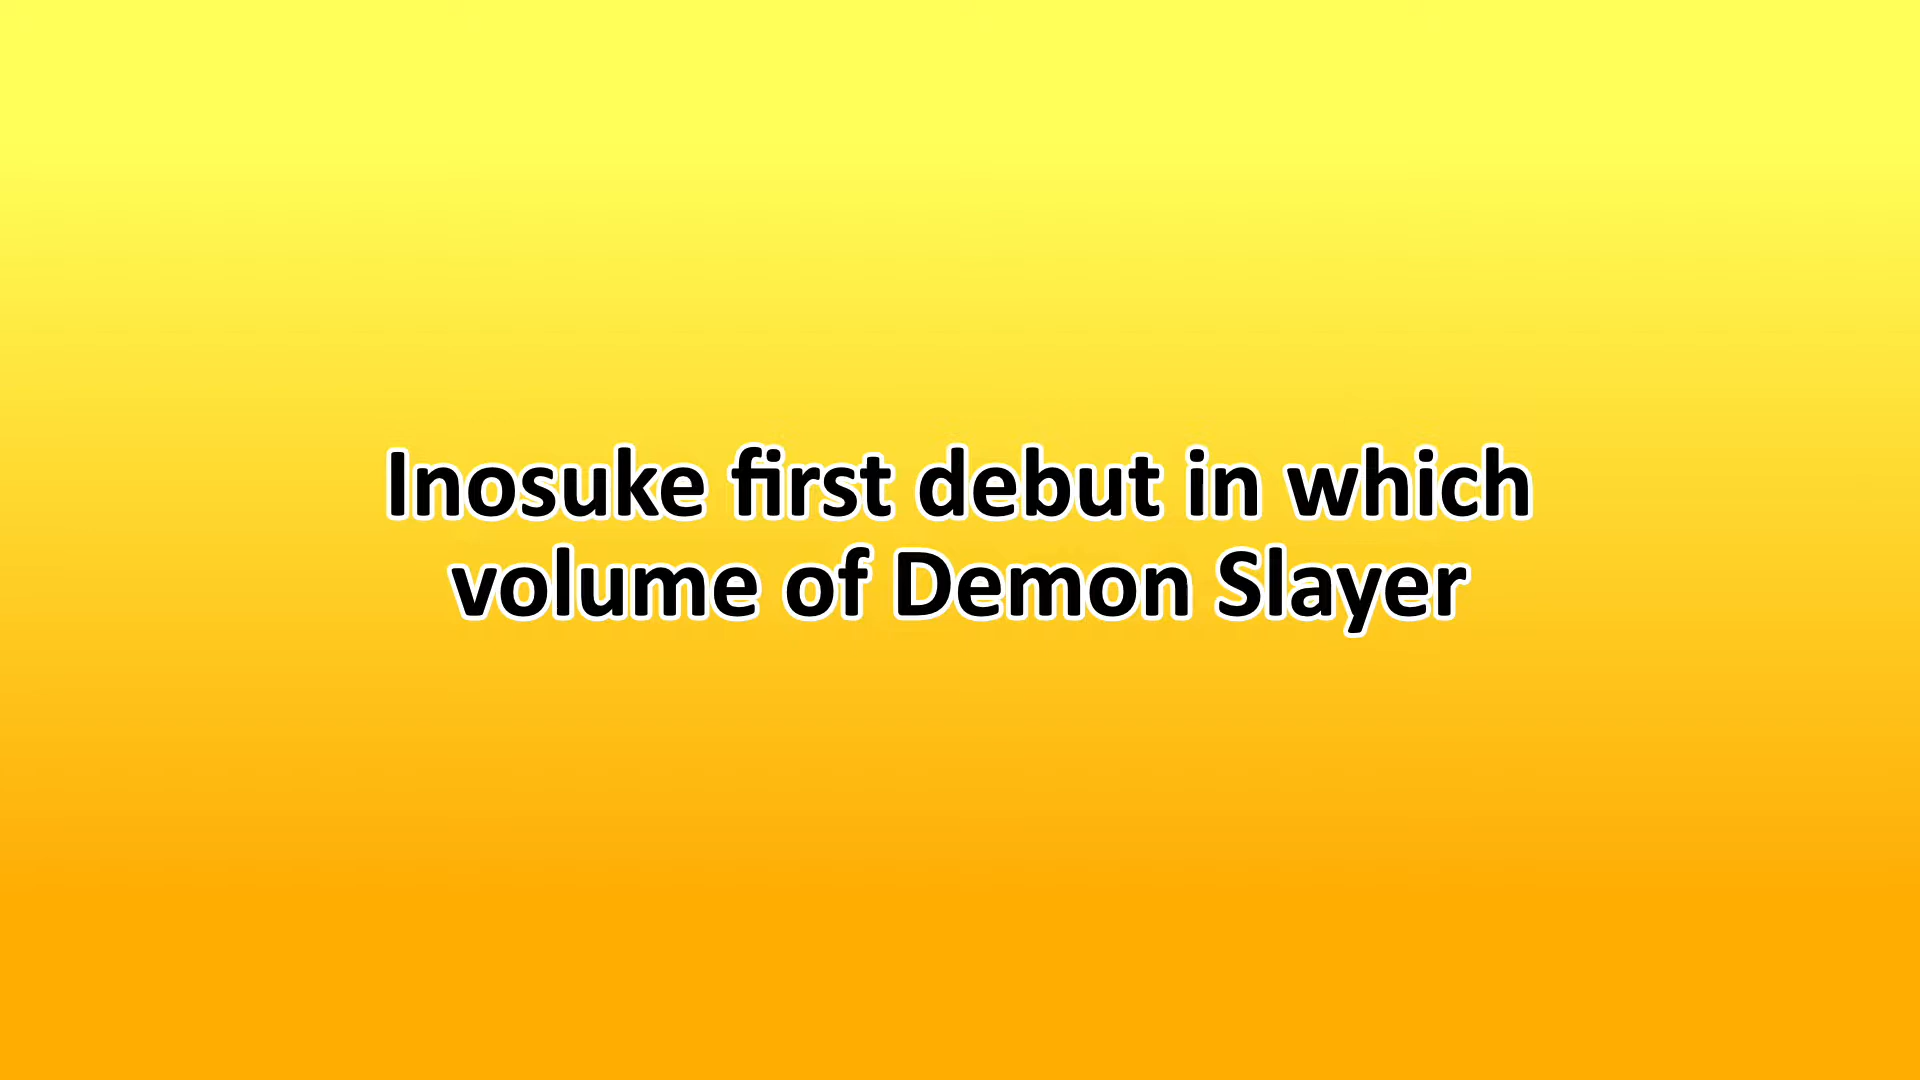 Inosuke first debut in which
volume of Demon Slayer